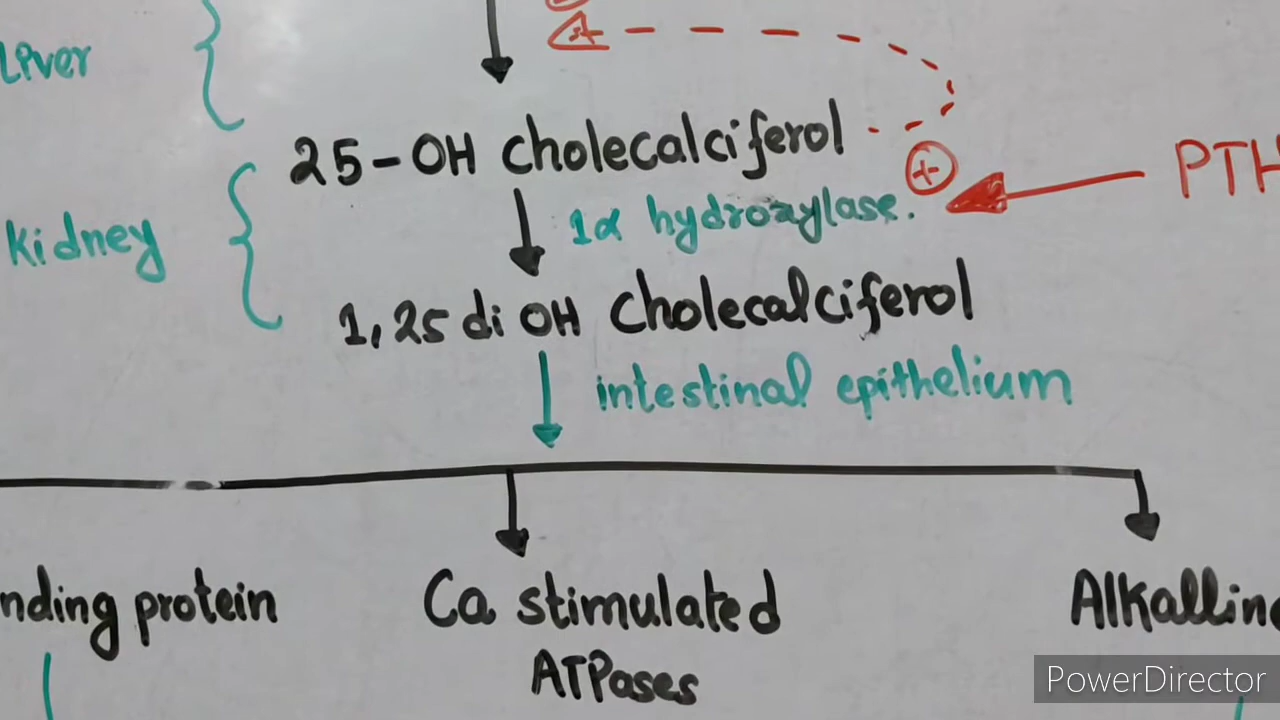 Liver
25-OH cholecalciferol
PTH
1α hydroxylase.
Kidney
1,25 di OH Cholecalciferol
intestinal epithelium
nding protein
Ca stimulated
ATPases
Alkalline
PowerDirector